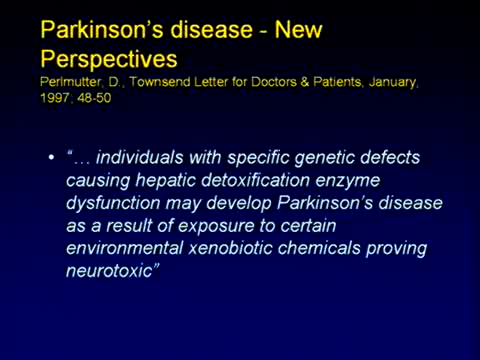 Parkinson's disease - New
Perspectives
Perlmutter, D., Townsend Letter for Doctors & Patients, January,
1997; 48-50
• "… individuals with specific genetic defects
causing hepatic detoxification enzyme
dysfunction may develop Parkinson's disease
as a result of exposure to certain
environmental xenobiotic chemicals proving
neurotoxic"